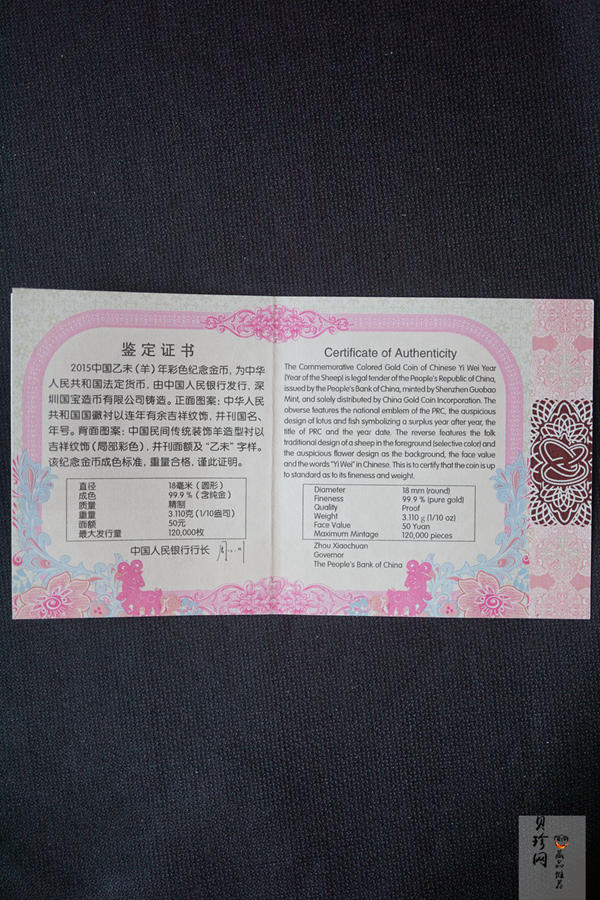 鉴定证书
2015中国乙未(羊)年彩色纪念金币,为中华
人民共和国法定货币,由中国人民银行发行,深
圳国宝造币有限公司铸造。正面图案:中华人民
共和国国徽衬以连年有余吉祥纹饰,并刊国名、
年号。背面图案:中国民间传统装饰羊造型衬以
吉祥纹饰(局部彩色),并刊面额及“乙未”字样。
该纪念金币成色标准,重量合格,谨此证明。
直径 18毫米(圆形)
成色 99.9%(含纯金)
质量 精制
重量 3.110克(1/10盎司)
面额 50元
最大发行量 120,000枚
中国人民银行行长
Certificate of Authenticity
The Commemorative Colored Gold Coin of Chinese Yi Wei Year
(Year of the Sheep) is legal tender of the People's Republic of China,
issued by the People's Bank of China, minted by Shenzhen Guobao
Mint, and solely distributed by China Gold Coin Incorporation. The
obverse features the national emblem of the PRC, the auspicious
design of lotus and fish symbolizing a surplus year after year, the
title of PRC and the year date. The reverse features the folk
traditional design of a sheep in the foreground (selective color) and
the auspicious flower design as the background, the face value
and the words "Yi Wei" in Chinese. This is to certify that the coin is up
to standard as to its fineness and weight.
Diameter 18 mm (round)
Fineness 99.9 % (pure gold)
Quality Proof
Weight 3.110 g (1/10 oz)
Face Value 50 Yuan
Maximum Mintage 120,000 pieces
Zhou Xiaochuan
Governor
The People's Bank of China
贝珍网
藏品推荐